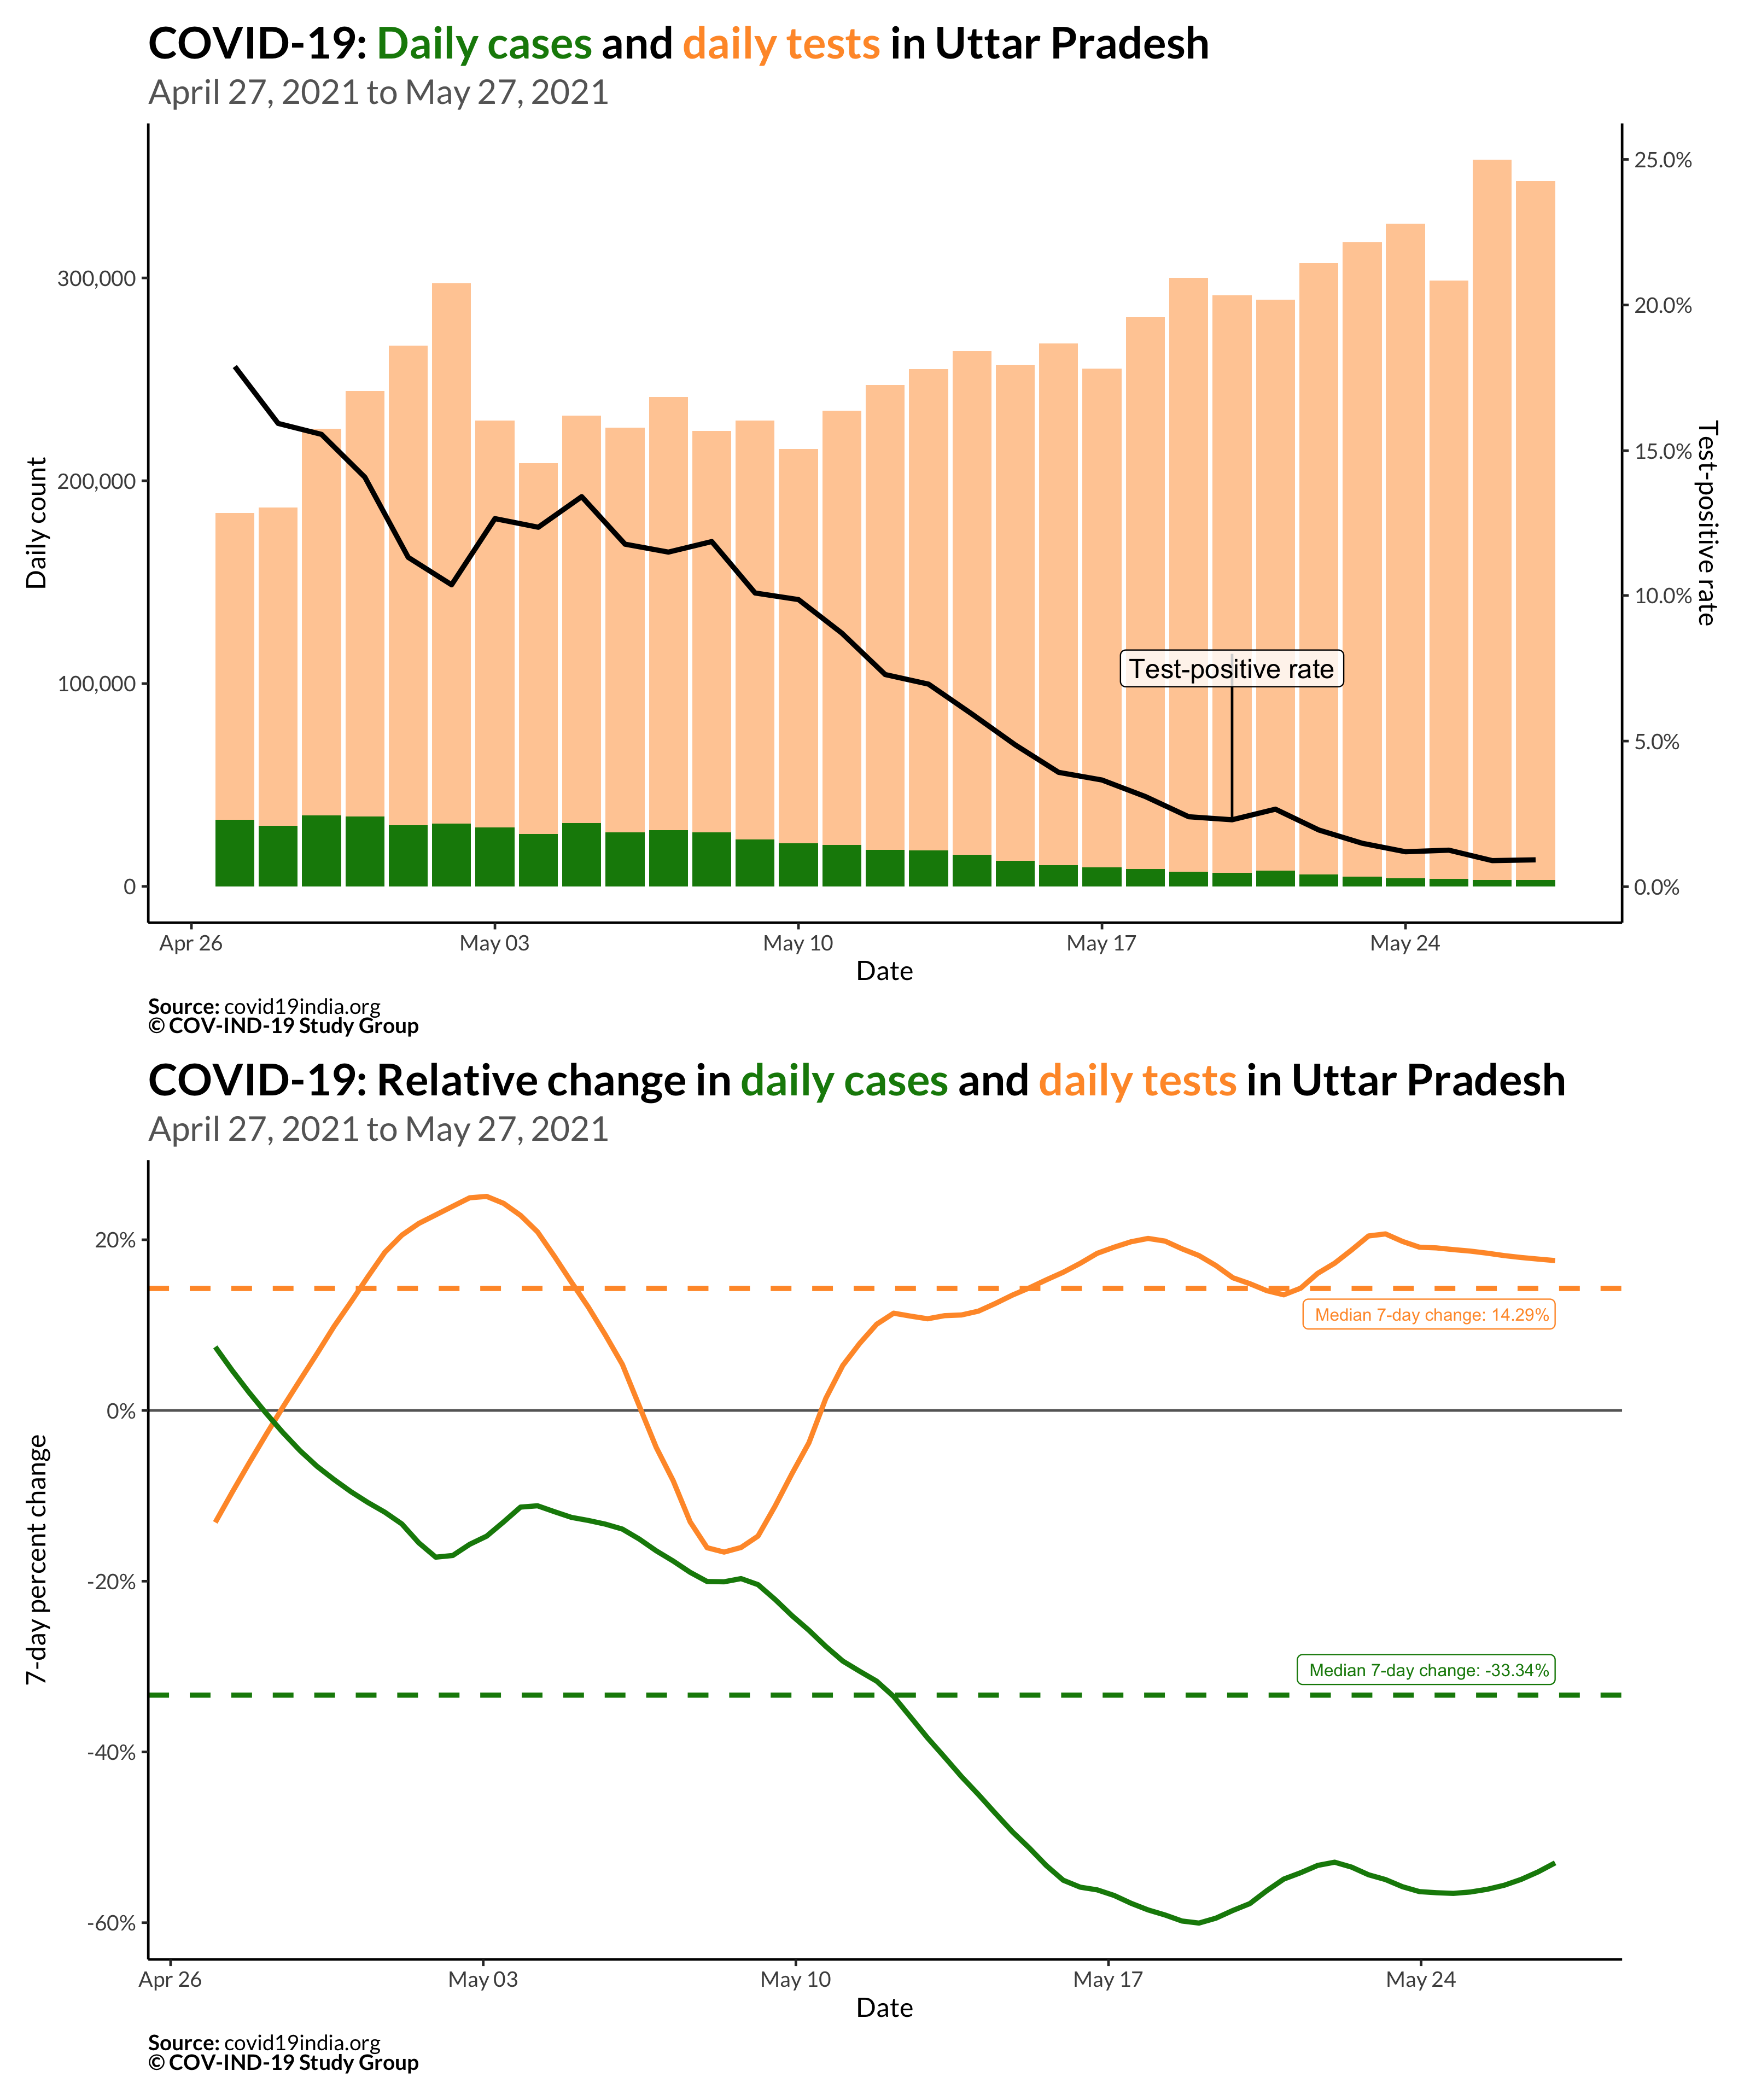 COVID-19: Daily cases and daily tests in Uttar Pradesh
April 27, 2021 to May 27, 2021
Daily count
300,000
200,000
100,000
0
25.0%
20.0%
15.0%
10.0%
5.0%
0.0%
Test-positive rate
Test-positive rate
Apr 26
May 03
May 10
May 17
May 24
Date
Source: covid19india.org
© COV-IND-19 Study Group
COVID-19: Relative change in daily cases and daily tests in Uttar Pradesh
April 27, 2021 to May 27, 2021
7-day percent change
20%
0%
-20%
-40%
-60%
Median 7-day change: 14.29%
Median 7-day change: -33.34%
Apr 26
May 03
May 10
May 17
May 24
Date
Source: covid19india.org
© COV-IND-19 Study Group